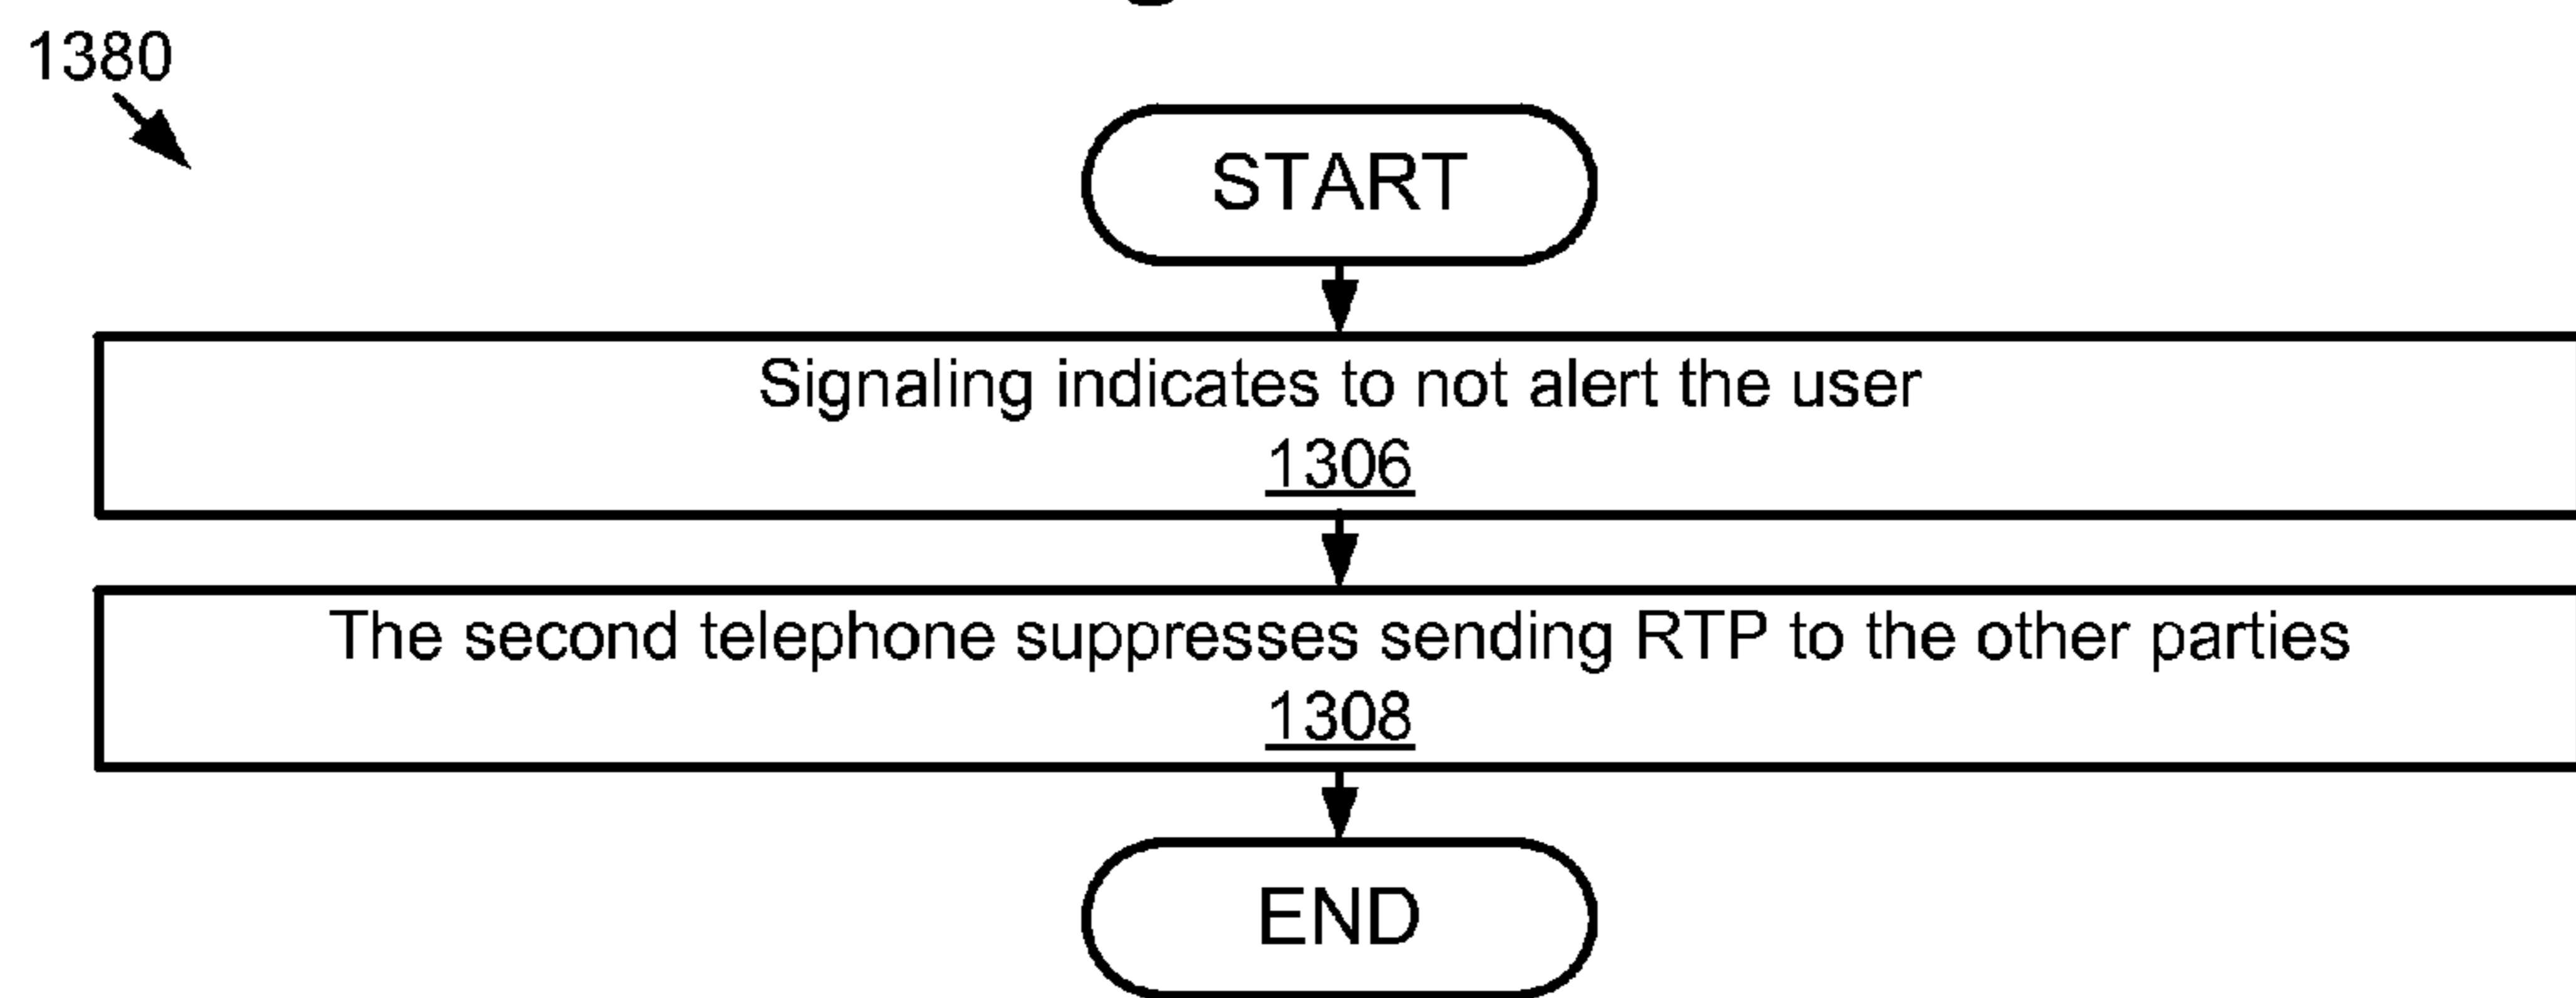 1380
START
Signaling indicates to not alert the user
1306
The second telephone suppresses sending RTP to the other parties
1308
END